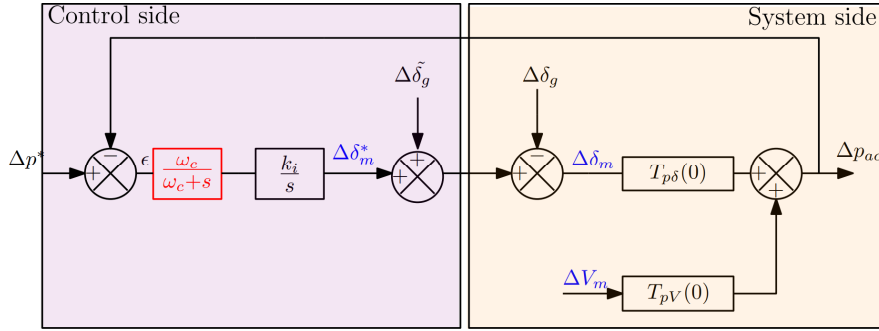 Control side
System side
Δδ̃_g
Δδ_g
Δp*
+
−
ϵ
ω_c
ω_c+s
k_i
s
Δδ*_m
+
+
+
−
Δδ_m
T_pδ(0)
+
+
Δp_ac
ΔV_m
T_pV(0)